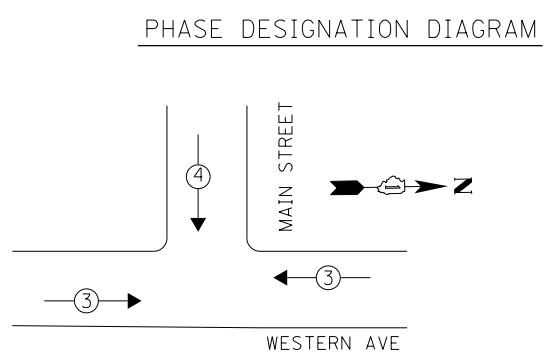 PHASE DESIGNATION DIAGRAM
4
MAIN STREET
N
3
3
WESTERN AVE